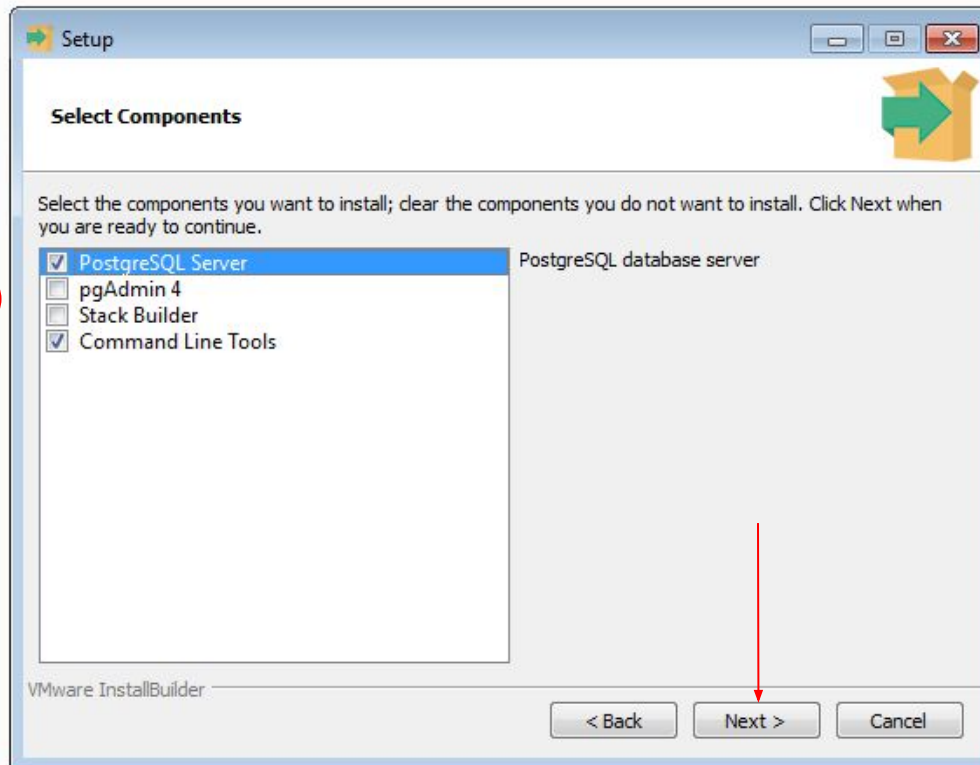 Setup
Select Components
Select the components you want to install; clear the components you do not want to install. Click Next when
you are ready to continue.
PostgreSQL Server
PostgreSQL database server
pgAdmin 4
Stack Builder
Command Line Tools
VMware InstallBuilder
< Back
Next >
Cancel